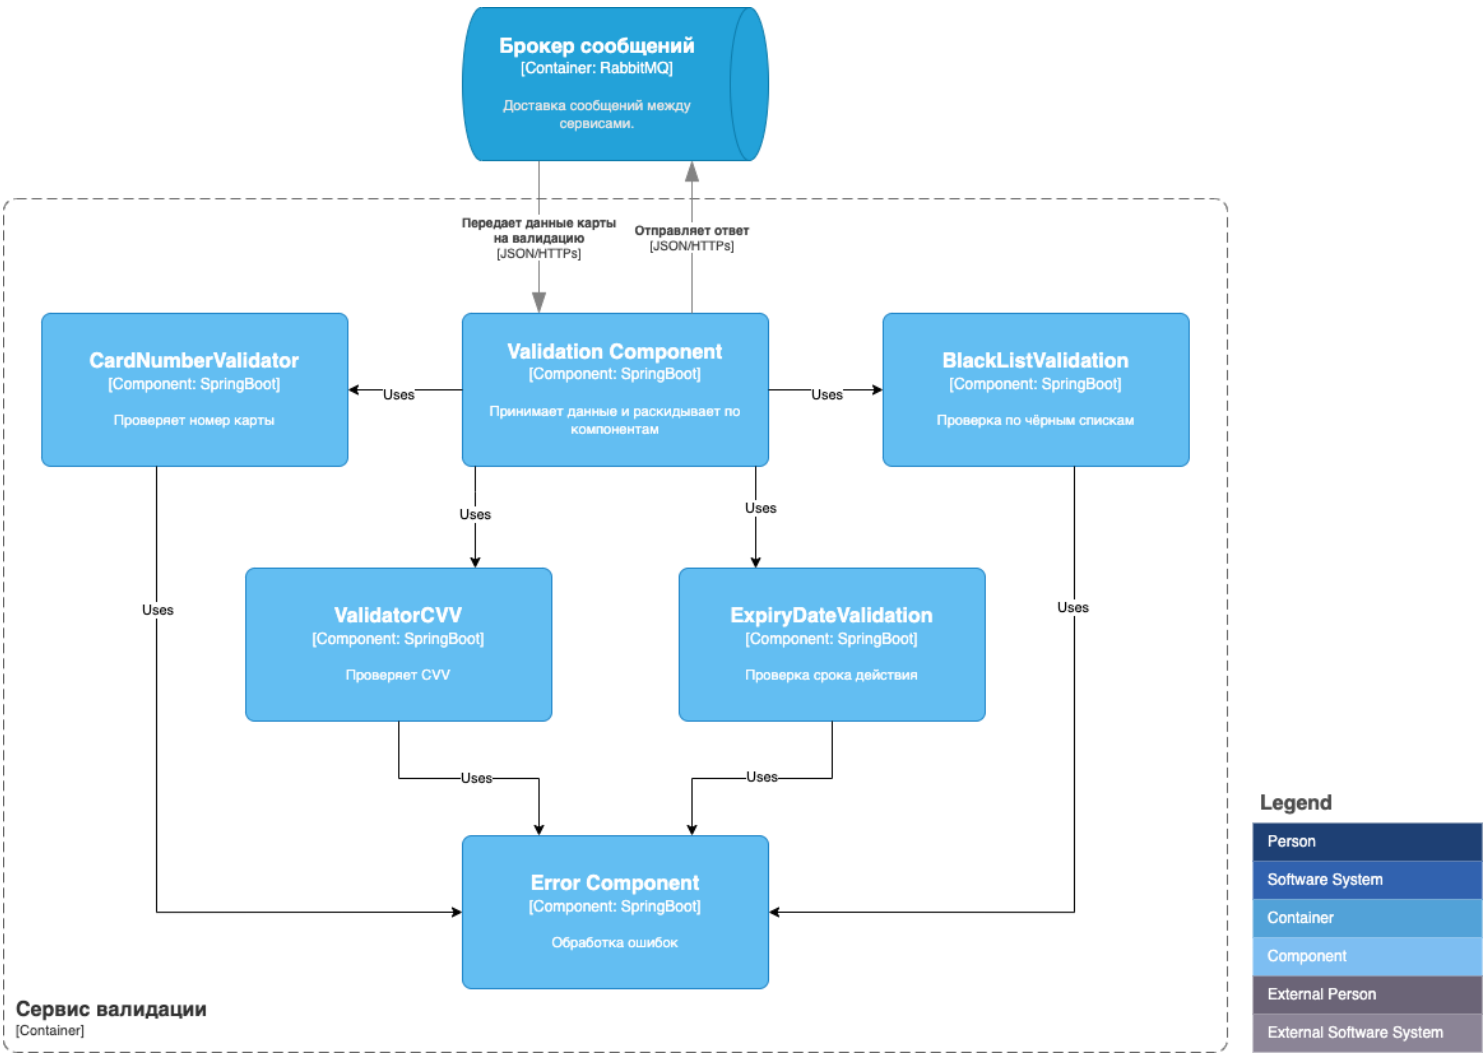 Брокер сообщений
[Container: RabbitMQ]
Доставка сообщений между
сервисами.
Передает данные карты
на валидацию
[JSON/HTTPs]
Отправляет ответ
[JSON/HTTPs]
CardNumberValidator
[Component: SpringBoot]
Проверяет номер карты
Uses
Validation Component
[Component: SpringBoot]
Принимает данные и раскидывает по
компонентам
Uses
BlackListValidation
[Component: SpringBoot]
Проверка по чёрным спискам
Uses
Uses
Uses
ValidatorCVV
[Component: SpringBoot]
Проверяет CVV
ExpiryDateValidation
[Component: SpringBoot]
Проверка срока действия
Uses
Uses
Uses
Error Component
[Component: SpringBoot]
Обработка ошибок
Сервис валидации
[Container]
Legend
Person
Software System
Container
Component
External Person
External Software System